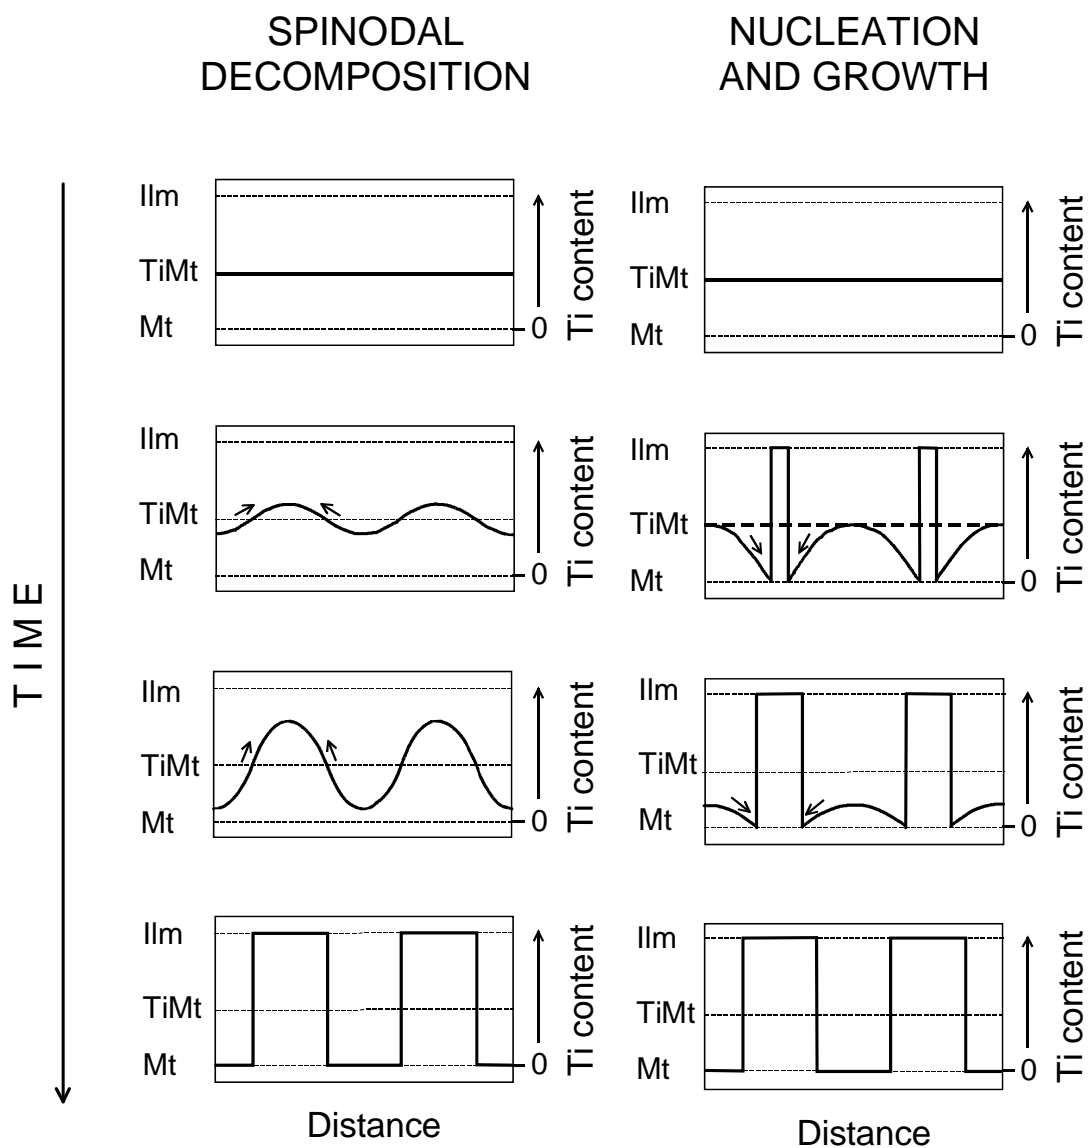 SPINODAL
DECOMPOSITION
NUCLEATION
AND GROWTH
TIME
Ilm
TiMt
Mt
0
Ti content
Ilm
TiMt
Mt
0
Ti content
Ilm
TiMt
Mt
0
Ti content
Ilm
TiMt
Mt
0
Ti content
Ilm
TiMt
Mt
0
Ti content
Ilm
TiMt
Mt
0
Ti content
Ilm
TiMt
Mt
0
Ti content
Ilm
TiMt
Mt
0
Ti content
Distance
Distance